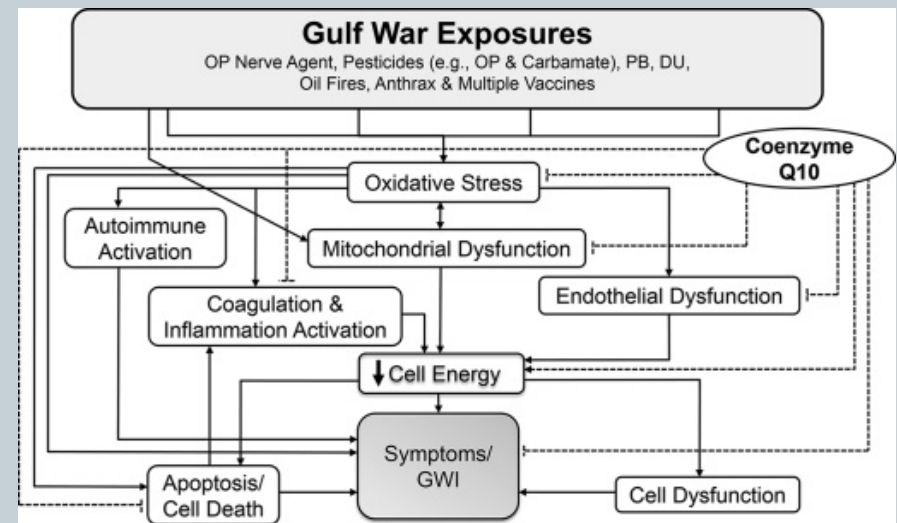 Gulf War Exposures
OP Nerve Agent, Pesticides (e.g., OP & Carbamate), PB, DU,
Oil Fires, Anthrax & Multiple Vaccines
Coenzyme
Q10
Oxidative Stress
Autoimmune
Activation
Mitochondrial Dysfunction
Coagulation &
Inflammation Activation
Endothelial Dysfunction
Cell Energy
Symptoms/
GWI
Apoptosis/
Cell Death
Cell Dysfunction